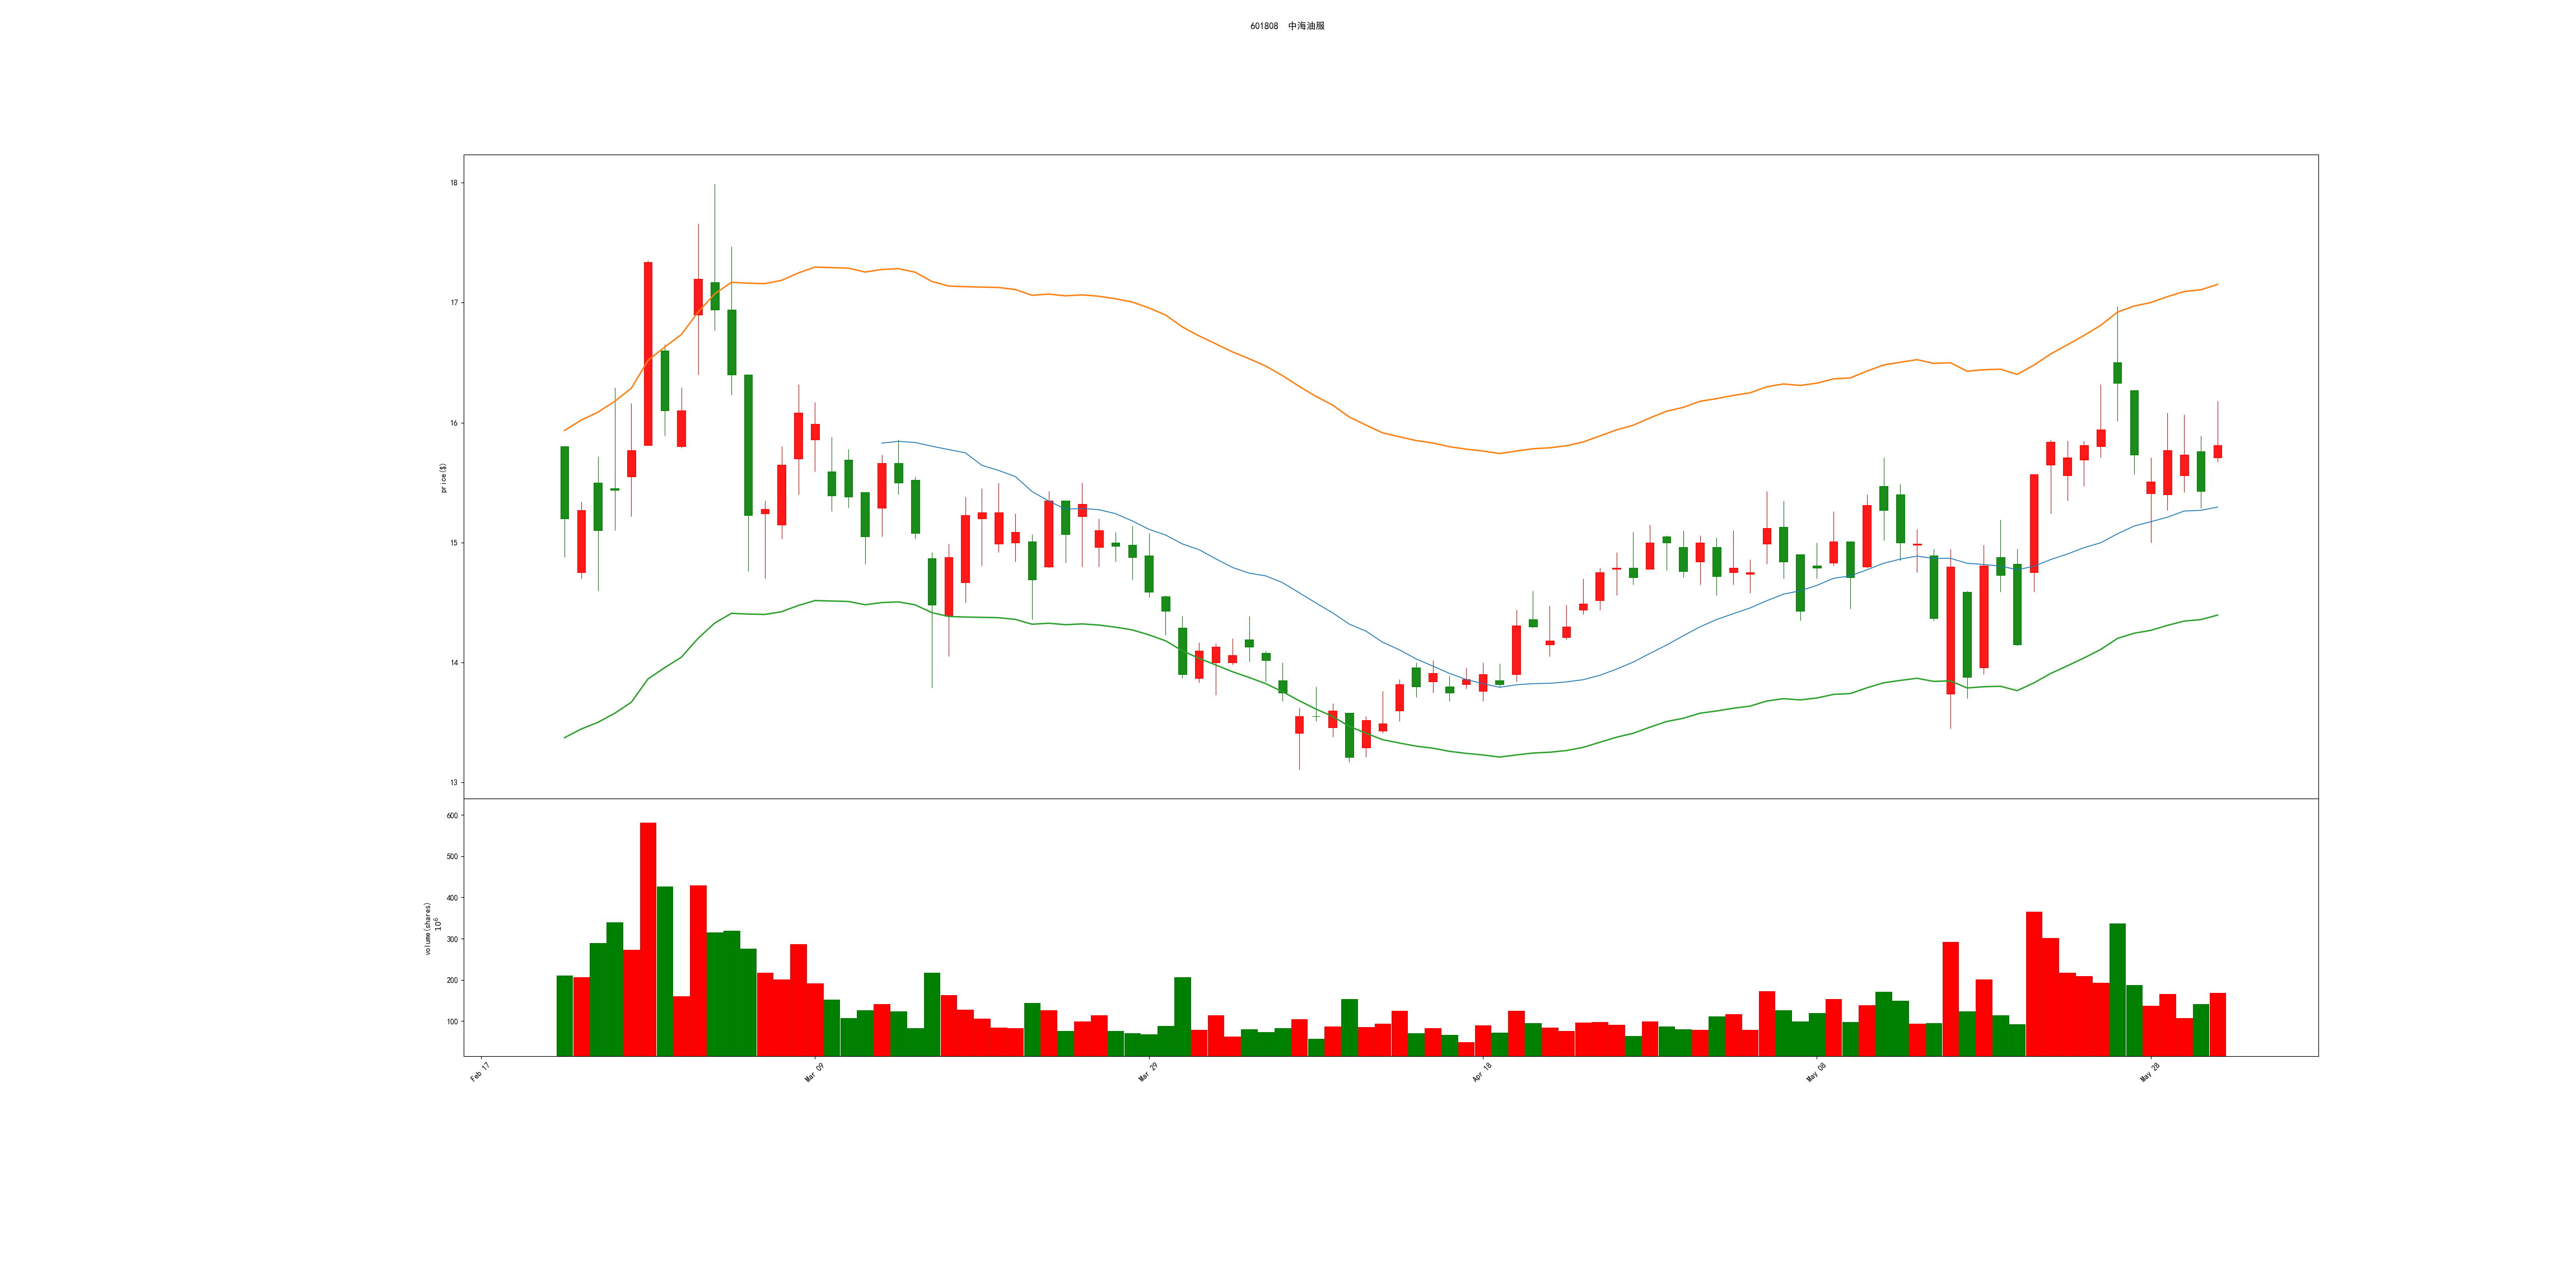 601808  中海油服
18
17
16
15
14
13
price($)
600
500
400
300
200
100
volume(shares)
10^6
Feb 17
Mar 09
Mar 29
Apr 18
May 08
May 28